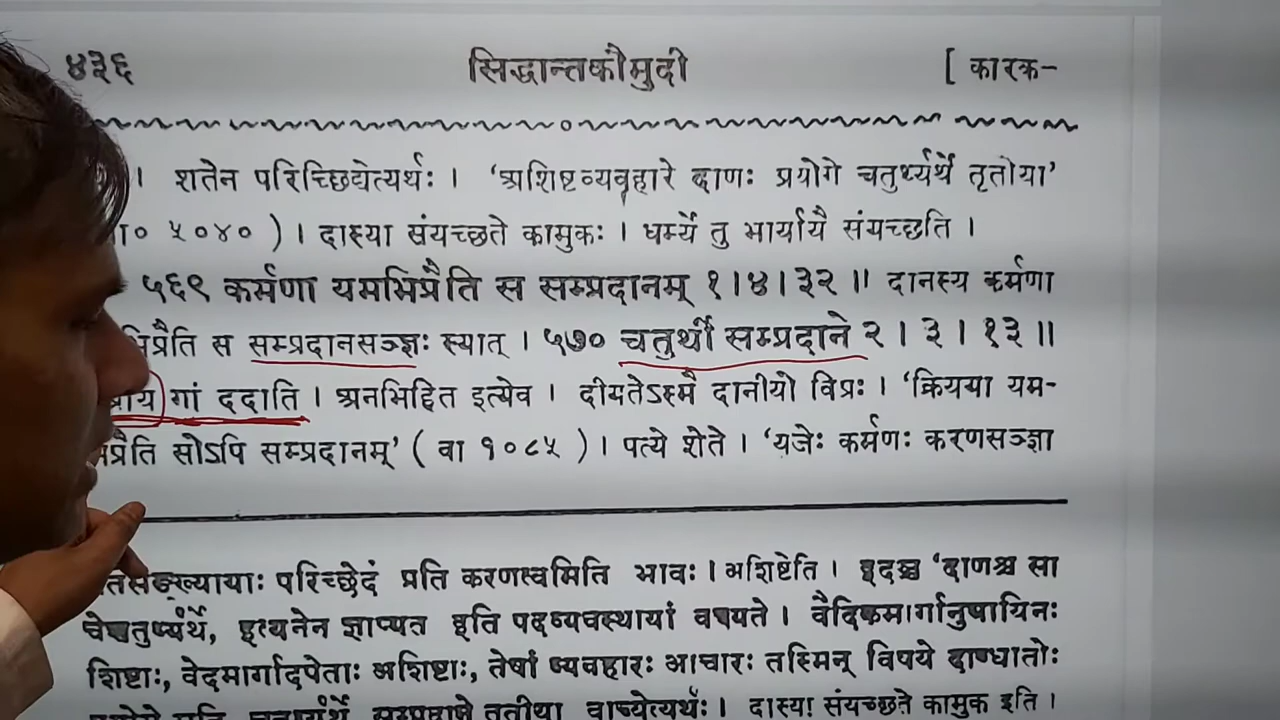 ४३६ सिद्धान्तकौमुदी [ कारक-
। शतेन परिच्छिद्येत्यर्थः । ‘अशिष्टव्यवहारे दाणः प्रयोगे चतुर्थ्यर्थे तृतीया’
५०४० ) । दास्या संयच्छते कामुकः । धर्म्ये तु भार्यायै संयच्छति ।
५६९ कर्मणा यमभिप्रैति स सम्प्रदानम् १।४।३२ ॥ दानस्य कर्मणा
स सम्प्रदानसञ्ज्ञः स्यात् । ५७० चतुर्थी सम्प्रदाने २ । ३ । १३ ॥
गां ददाति । अनभिहित इत्येव । दीयतेऽस्मै दानीयो विप्रः । ‘क्रियया यम-
सोऽपि सम्प्रदानम्’ ( वा १०८५ ) । पत्ये शेते । ‘यजेः कर्मणः करणसञ्ज्ञा
परिच्छेदं प्रति करणत्वमिति भावः । अशिष्टेति । इदञ्च ‘दाणश्च सा
चेच्चतुर्थ्यर्थे, इत्यनेन ज्ञाप्यत इति पदव्यवस्थायां वक्ष्यते । वैदिकमार्गानुयायिनः
शिष्टाः, वेदमार्गादपेताः अशिष्टाः, तेषां व्यवहारः आचारः तस्मिन् विषये दाण्धातोः
तृतीया वाच्येत्यर्थः । दास्या संयच्छते कामुक इति ।